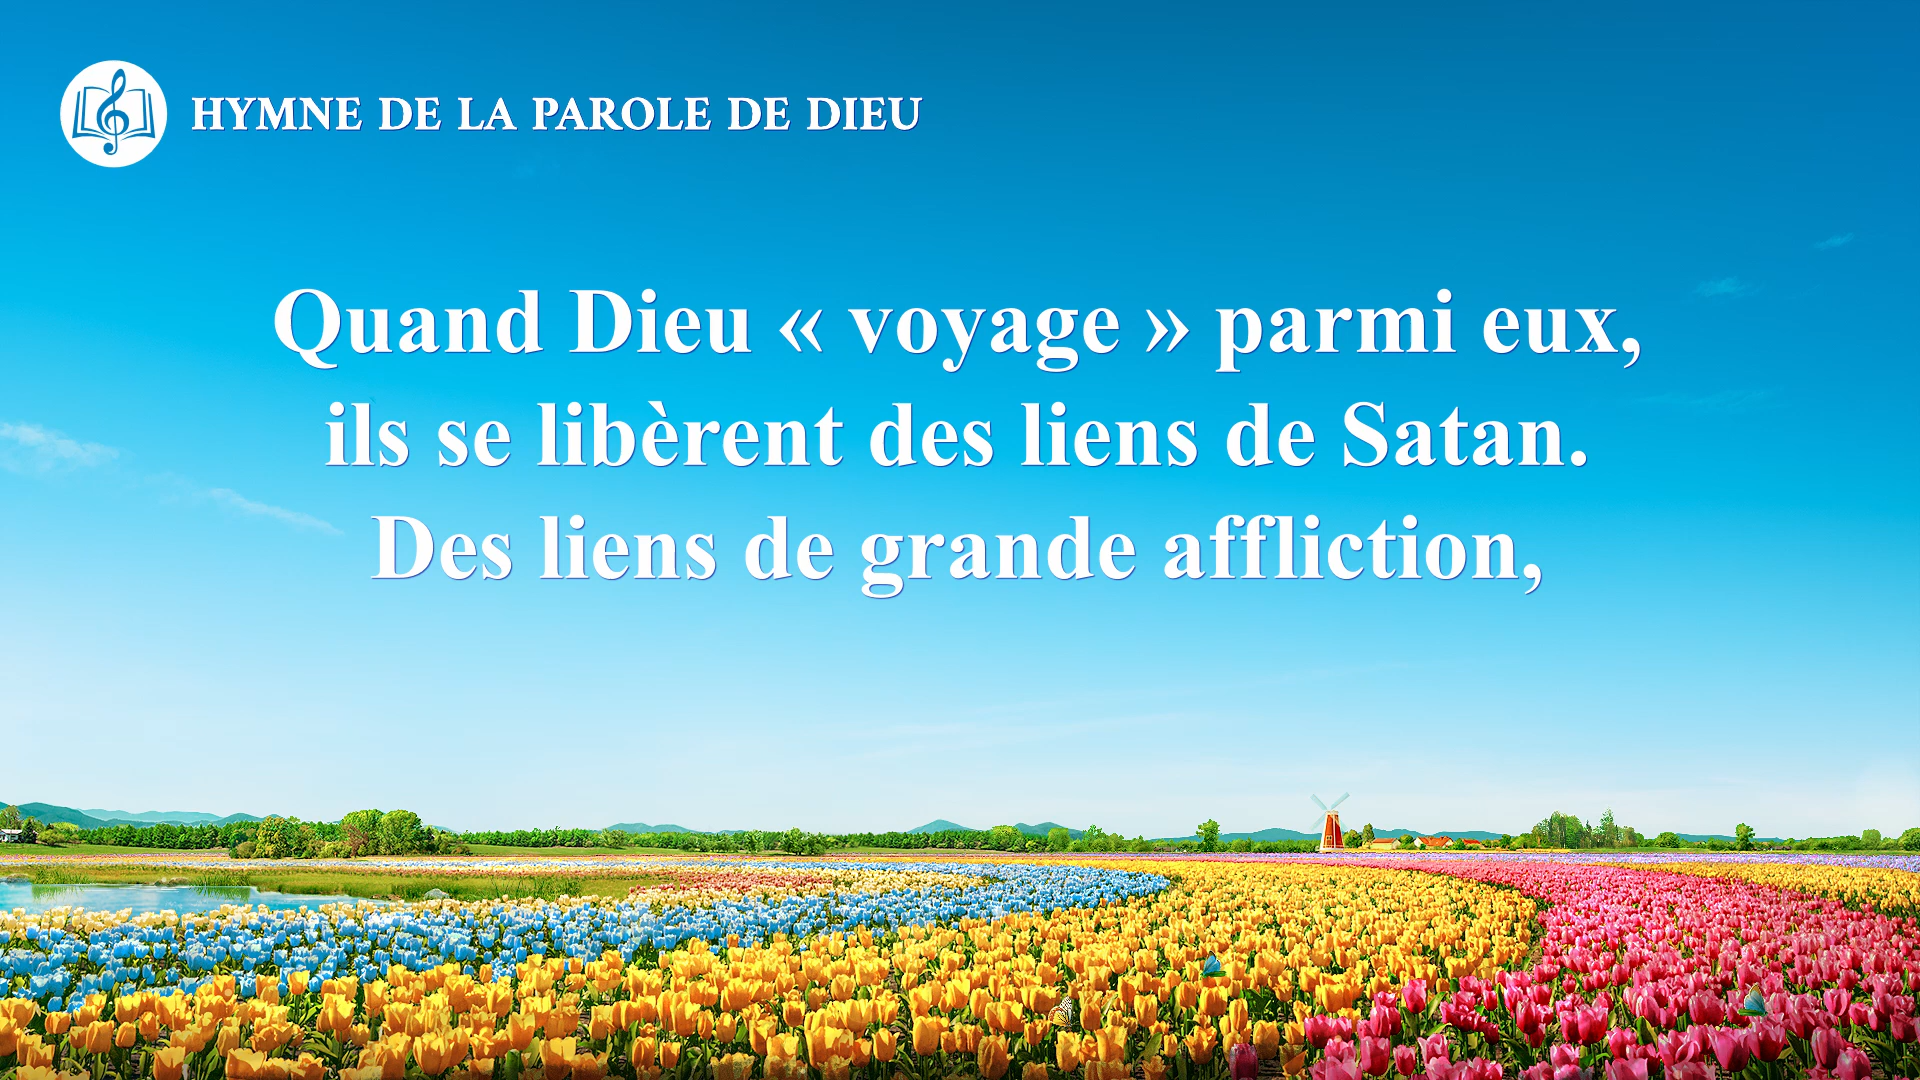 HYMNE DE LA PAROLE DE DIEU
Quand Dieu « voyage » parmi eux,
ils se libèrent des liens de Satan.
Des liens de grande affliction,